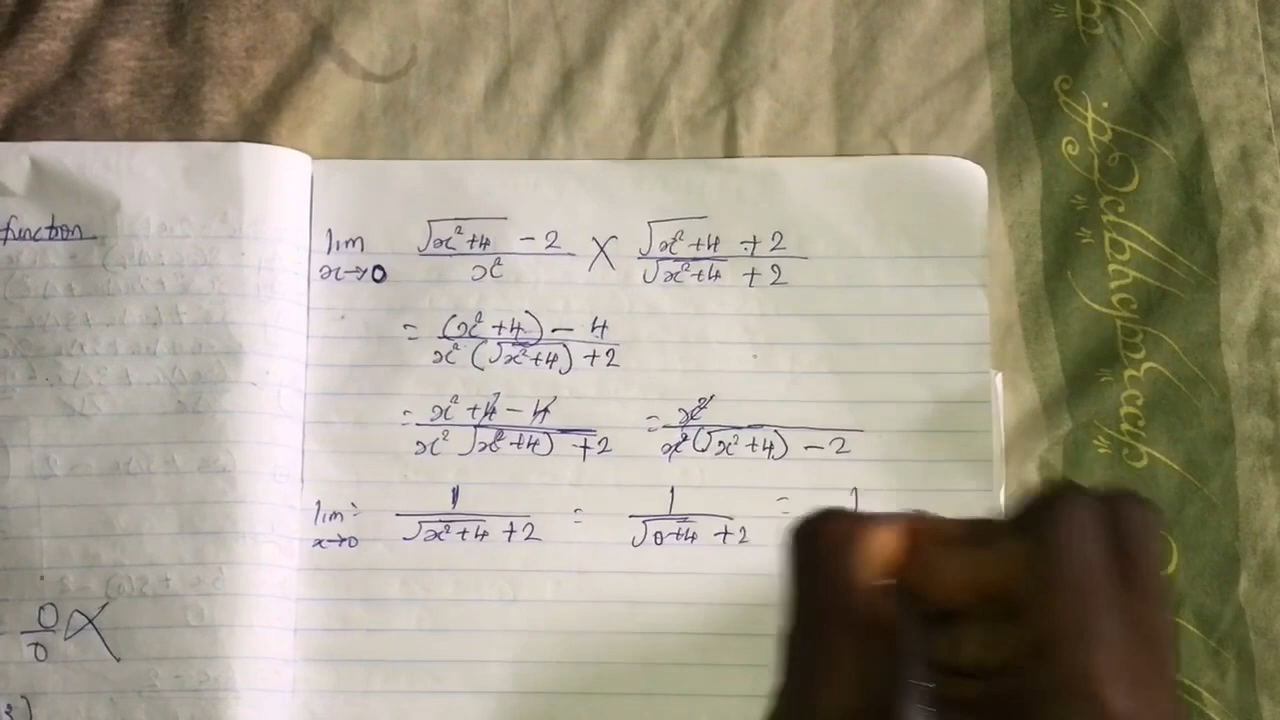 function
lim x→0 (√(x²+4) - 2)/x² × (√(x²+4) + 2)/(√(x²+4) + 2)
= ((x²+4) - 4)/(x² (√x²+4) + 2)
= (x²+4-4)/(x² √x²+4) + 2) = x²/(x²(√x²+4) - 2)
lim x→0 1/(√(x²+4) + 2) = 1/(√(0+4) + 2) = 1
0/0